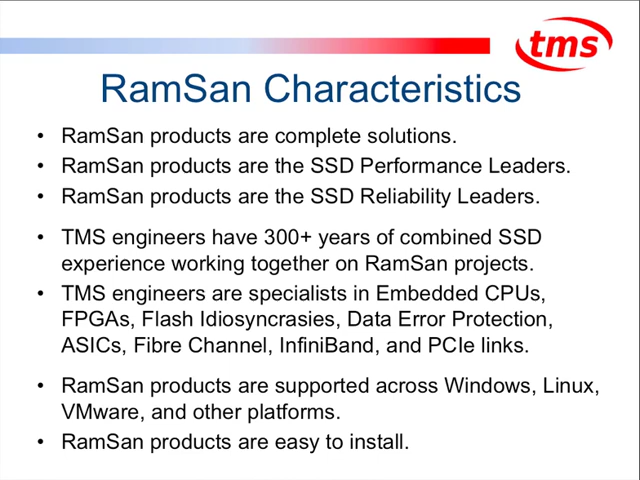 tms
RamSan Characteristics
• RamSan products are complete solutions.
• RamSan products are the SSD Performance Leaders.
• RamSan products are the SSD Reliability Leaders.
• TMS engineers have 300+ years of combined SSD
experience working together on RamSan projects.
• TMS engineers are specialists in Embedded CPUs,
FPGAs, Flash Idiosyncrasies, Data Error Protection,
ASICs, Fibre Channel, InfiniBand, and PCIe links.
• RamSan products are supported across Windows, Linux,
VMware, and other platforms.
• RamSan products are easy to install.